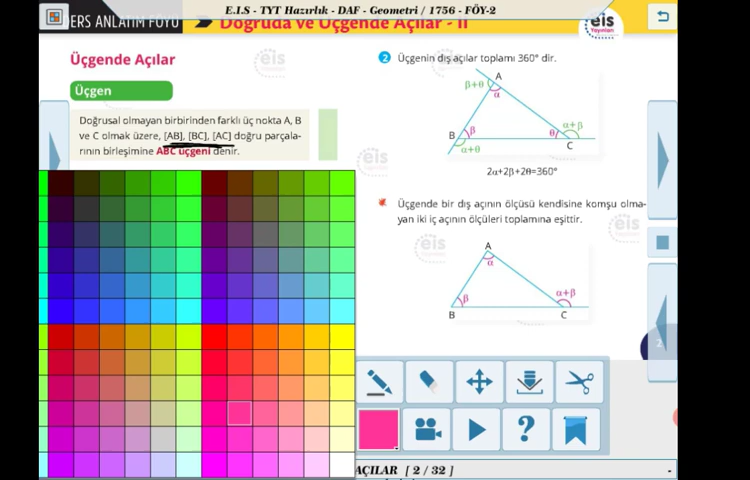 E.I.S - TYT Hazırlık - DAF - Geometri / 1756 - FÖY-2
DERS ANLATIM FÖYÜ
Doğruda ve Üçgende Açılar - II
eis
Yayınları
Üçgende Açılar
Üçgen
Doğrusal olmayan birbirinden farklı üç nokta A, B
ve C olmak üzere, [AB], [BC], [AC] doğru parçala-
rının birleşimine ABC üçgeni denir.
2 Üçgenin dış açılar toplamı 360° dir.
A
β+θ
α
B
β
θ
α+β
α+θ
C
2α+2β+2θ=360°
Üçgende bir dış açının ölçüsü kendisine komşu olma-
yan iki iç açının ölçüleri toplamına eşittir.
A
α
β
α+β
B
C
?
AÇILAR [ 2 / 32 ]